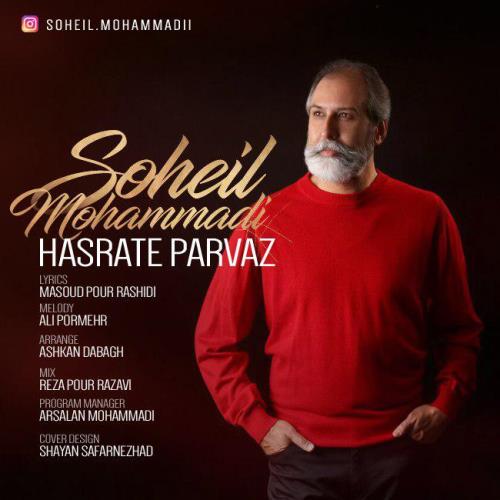 SOHEIL.MOHAMMADII
Soheil
Mohammadi
HASRATE PARVAZ
LYRICS
MASOUD POUR RASHIDI
MELODY
ALI PORMEHR
ARRANGE
ASHKAN DABAGH
MIX
REZA POUR RAZAVI
PROGRAM MANAGER
ARSALAN MOHAMMADI
COVER DESIGN
SHAYAN SAFARNEZHAD